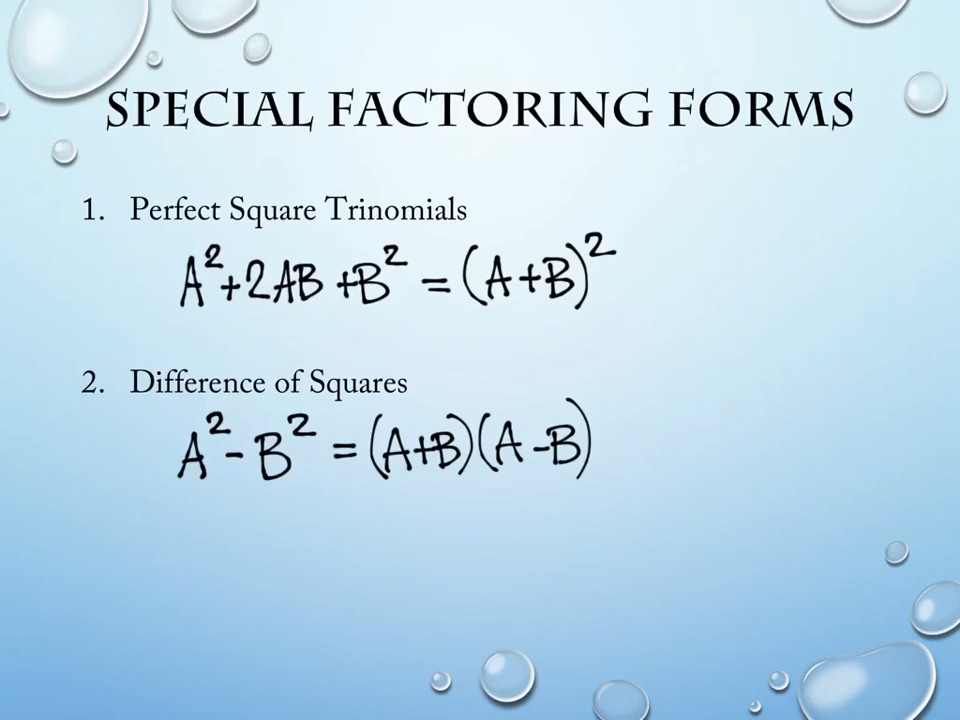 SPECIAL FACTORING FORMS
1. Perfect Square Trinomials
A²+2AB+B² = (A+B)²
2. Difference of Squares
A²-B² = (A+B)(A-B)